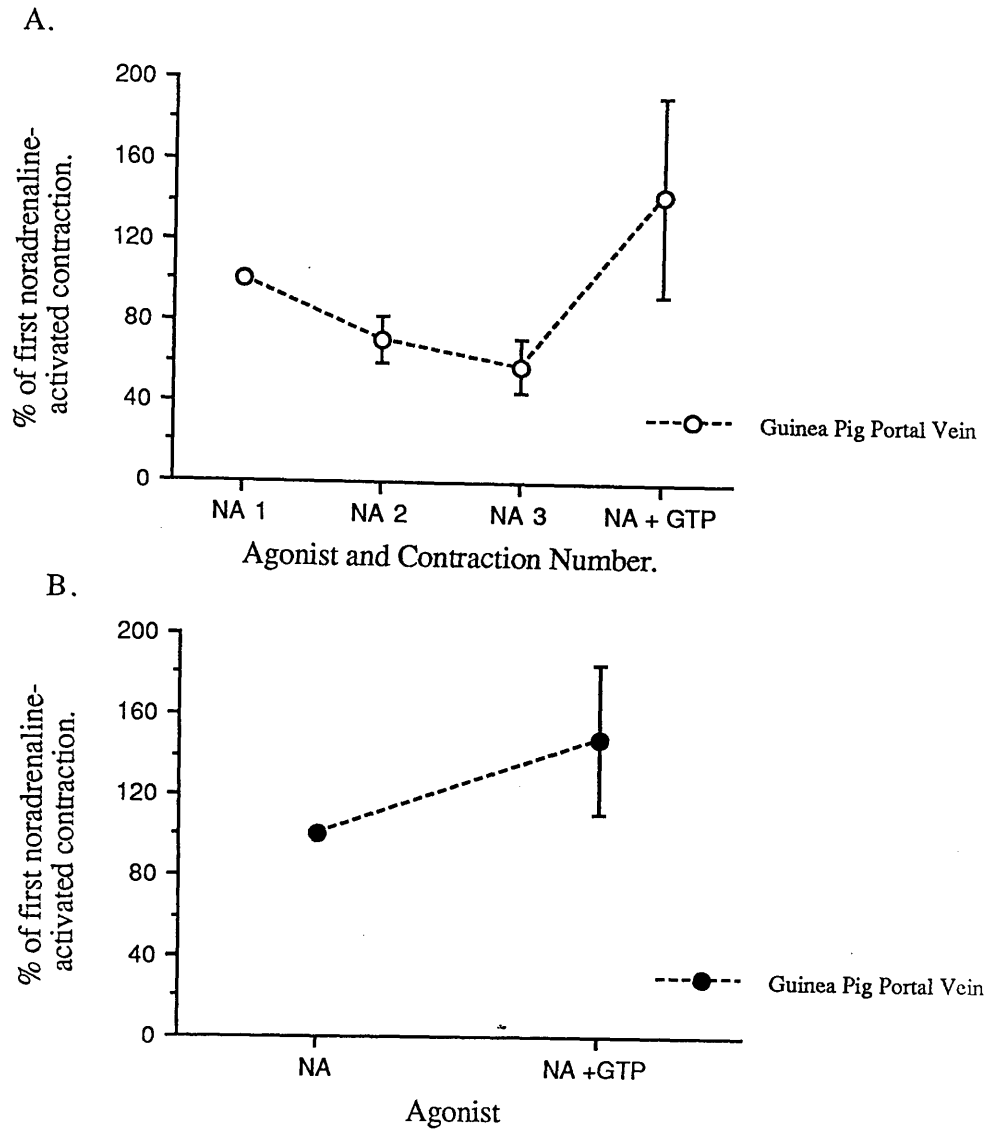 A.
% of first noradrenaline-
activated contraction.
200
160
120
80
40
0
Guinea Pig Portal Vein
NA 1 NA 2 NA 3 NA + GTP
Agonist and Contraction Number.
B.
% of first noradrenaline-
activated contraction.
200
160
120
80
40
0
Guinea Pig Portal Vein
NA NA +GTP
Agonist